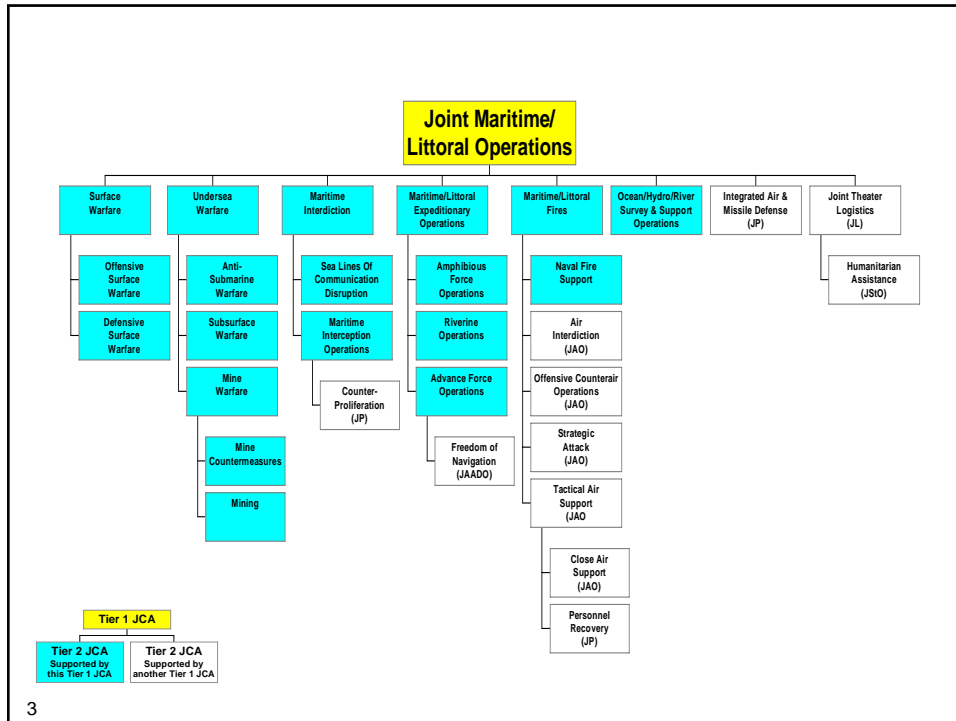 Joint Maritime/
Littoral Operations
Surface
Warfare
Undersea
Warfare
Maritime
Interdiction
Maritime/Littoral
Expeditionary
Operations
Maritime/Littoral
Fires
Ocean/Hydro/River
Survey & Support
Operations
Integrated Air &
Missile Defense
(JP)
Joint Theater
Logistics
(JL)
Offensive
Surface
Warfare
Defensive
Surface
Warfare
Anti-
Submarine
Warfare
Subsurface
Warfare
Mine
Warfare
Mine
Countermeasures
Mining
Sea Lines Of
Communication
Disruption
Maritime
Interception
Operations
Counter-
Proliferation
(JP)
Amphibious
Force
Operations
Riverine
Operations
Advance Force
Operations
Freedom of
Navigation
(JAADO)
Naval Fire
Support
Air
Interdiction
(JAO)
Offensive Counterair
Operations
(JAO)
Strategic
Attack
(JAO)
Tactical Air
Support
(JAO
Close Air
Support
(JAO)
Personnel
Recovery
(JP)
Humanitarian
Assistance
(JStO)
Tier 1 JCA
Tier 2 JCA
Supported by
this Tier 1 JCA
Tier 2 JCA
Supported by
another Tier 1 JCA
3